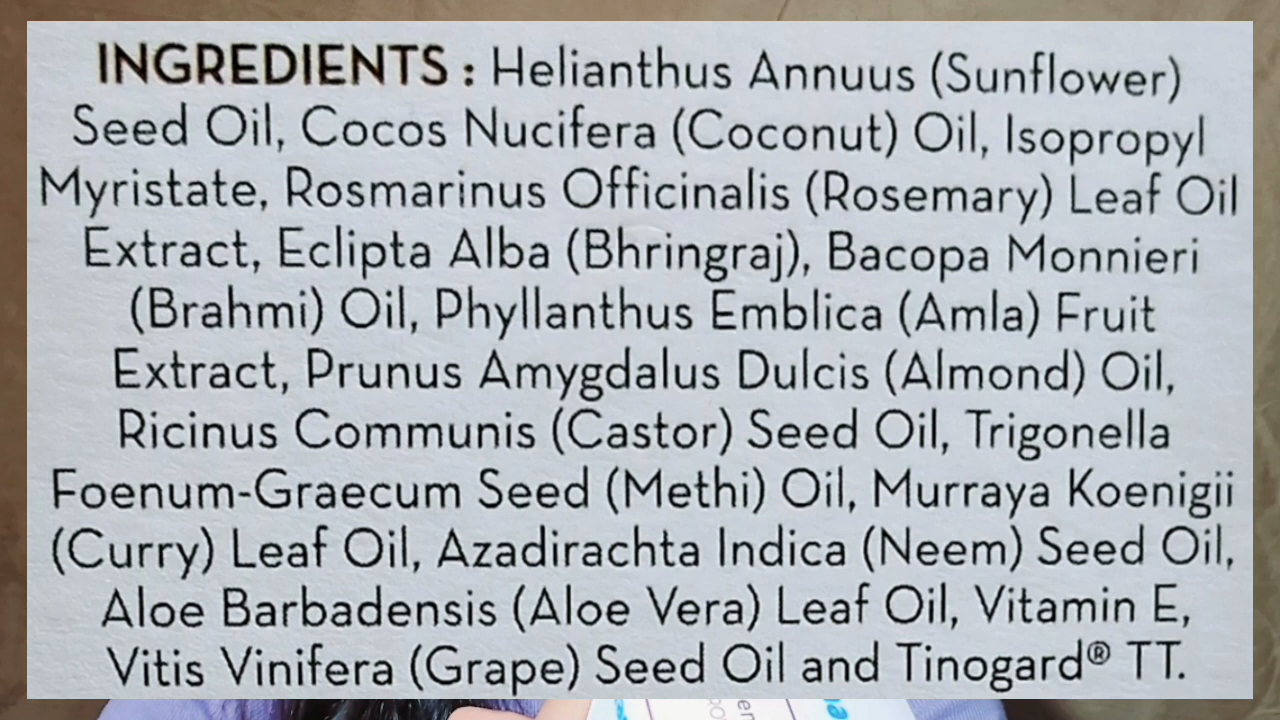 INGREDIENTS : Helianthus Annuus (Sunflower)
Seed Oil, Cocos Nucifera (Coconut) Oil, Isopropyl
Myristate, Rosmarinus Officinalis (Rosemary) Leaf Oil
Extract, Eclipta Alba (Bhringraj), Bacopa Monnieri
(Brahmi) Oil, Phyllanthus Emblica (Amla) Fruit
Extract, Prunus Amygdalus Dulcis (Almond) Oil,
Ricinus Communis (Castor) Seed Oil, Trigonella
Foenum-Graecum Seed (Methi) Oil, Murraya Koenigii
(Curry) Leaf Oil, Azadirachta Indica (Neem) Seed Oil,
Aloe Barbadensis (Aloe Vera) Leaf Oil, Vitamin E,
Vitis Vinifera (Grape) Seed Oil and Tinogard® TT.